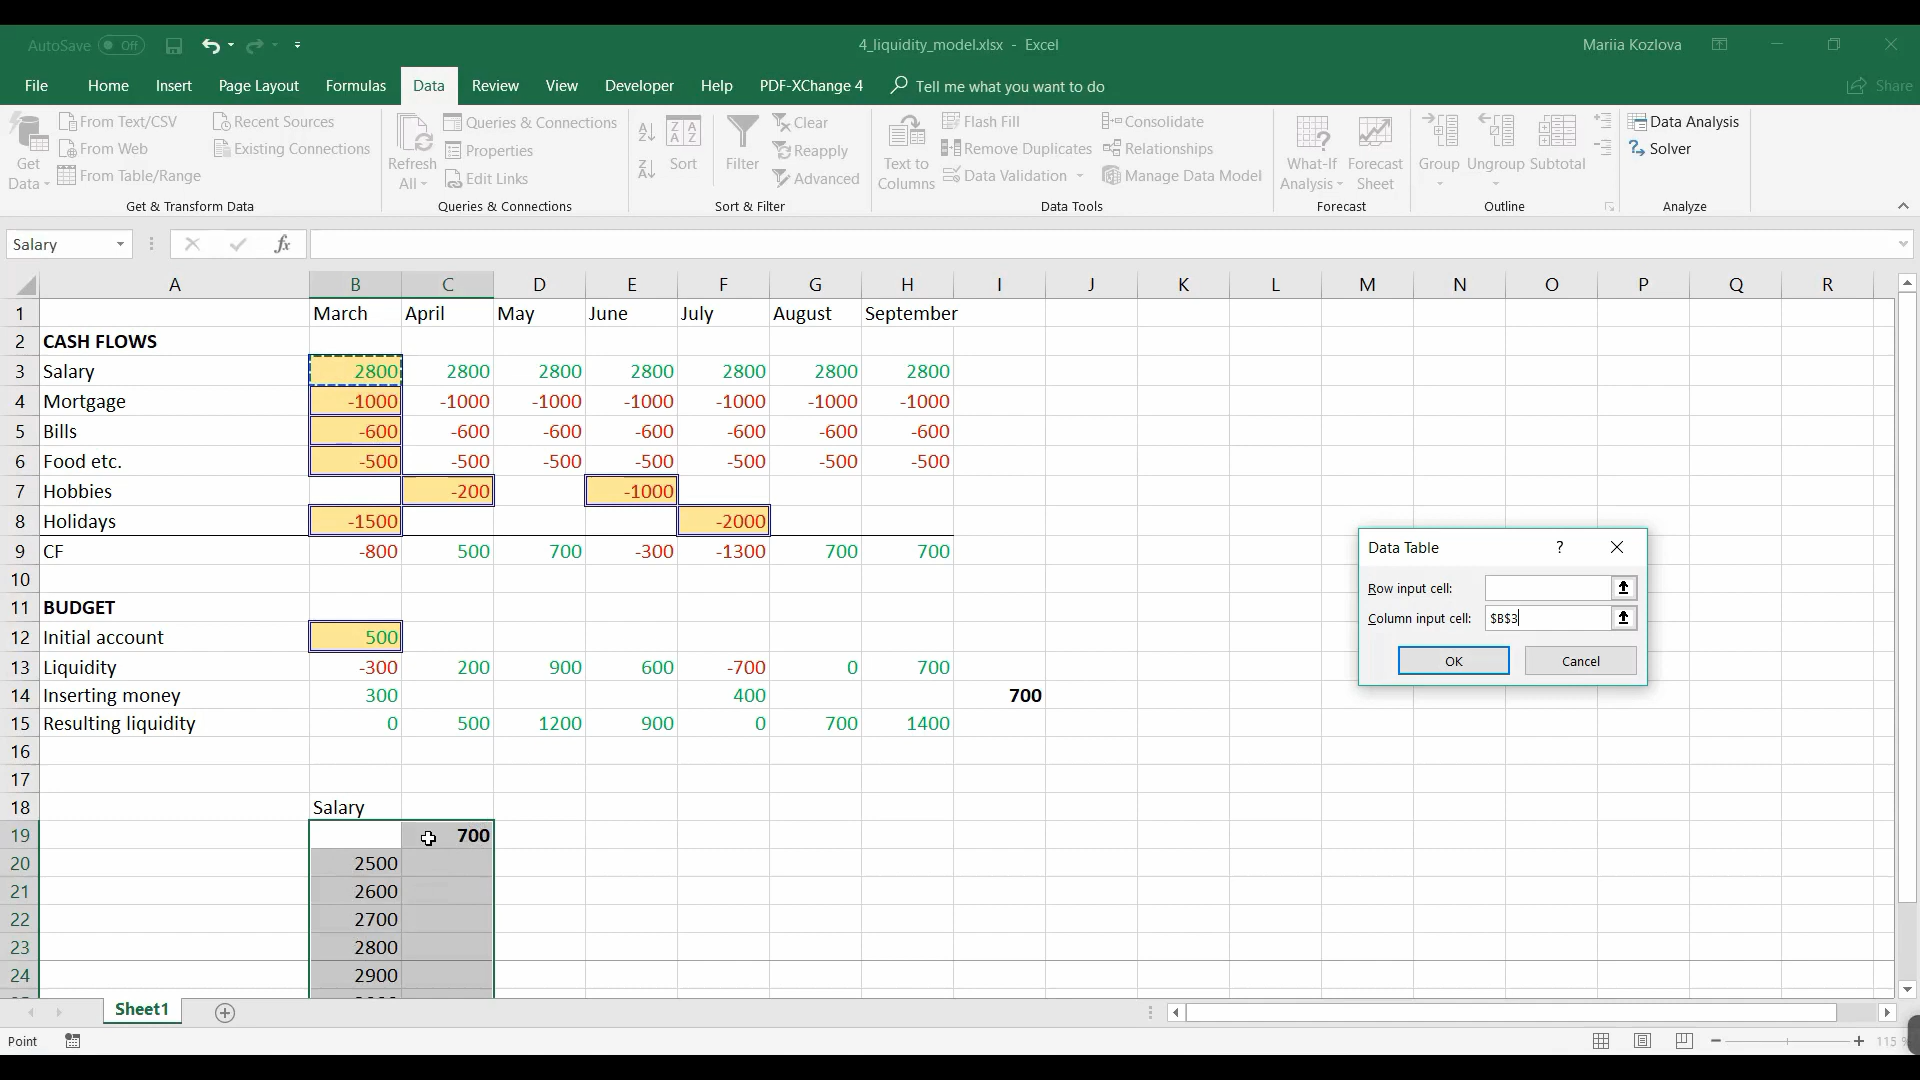 AutoSave Off 4_liquidity_model.xlsx - Excel Mariia Kozlova
File Home Insert Page Layout Formulas Data Review View Developer Help PDF-XChange 4 Tell me what you want to do Share
Get Data
From Text/CSV
From Web
From Table/Range
Recent Sources
Existing Connections
Get & Transform Data
Refresh All
Queries & Connections
Properties
Edit Links
Queries & Connections
Sort
Filter
Clear
Reapply
Advanced
Sort & Filter
Text to Columns
Flash Fill
Remove Duplicates
Data Validation
Consolidate
Relationships
Manage Data Model
Data Tools
What-If Analysis
Forecast Sheet
Forecast
Group
Ungroup
Subtotal
Outline
Data Analysis
Solver
Analyze
Salary fx
A B C D E F G H I J K L M N O P Q R
1 March April May June July August September
2 CASH FLOWS
3 Salary 2800 2800 2800 2800 2800 2800 2800
4 Mortgage -1000 -1000 -1000 -1000 -1000 -1000 -1000
5 Bills -600 -600 -600 -600 -600 -600 -600
6 Food etc. -500 -500 -500 -500 -500 -500 -500
7 Hobbies -200 -1000
8 Holidays -1500 -2000
9 CF -800 500 700 -300 -1300 700 700
10
11 BUDGET
12 Initial account 500
13 Liquidity -300 200 900 600 -700 0 700
14 Inserting money 300 400 700
15 Resulting liquidity 0 500 1200 900 0 700 1400
16
17
18 Salary
19 700
20 2500
21 2600
22 2700
23 2800
24 2900
Data Table ?
Row input cell:
Column input cell: $B$3
OK Cancel
Sheet1
Point 115